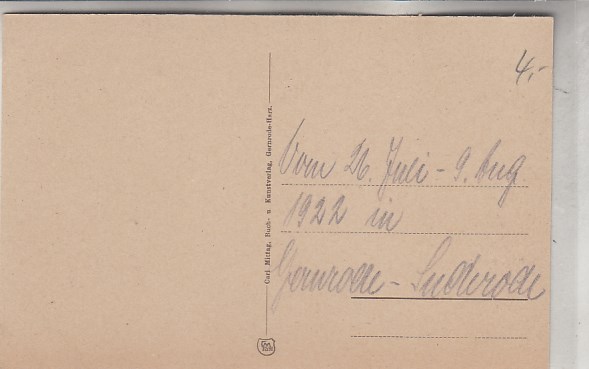 4.-
Vom 26. Juli - 9. Aug
1922 in
Gernrode - Suderode
Carl Mittag, Buch- u Kunstverlag, Gernrode-Harz.